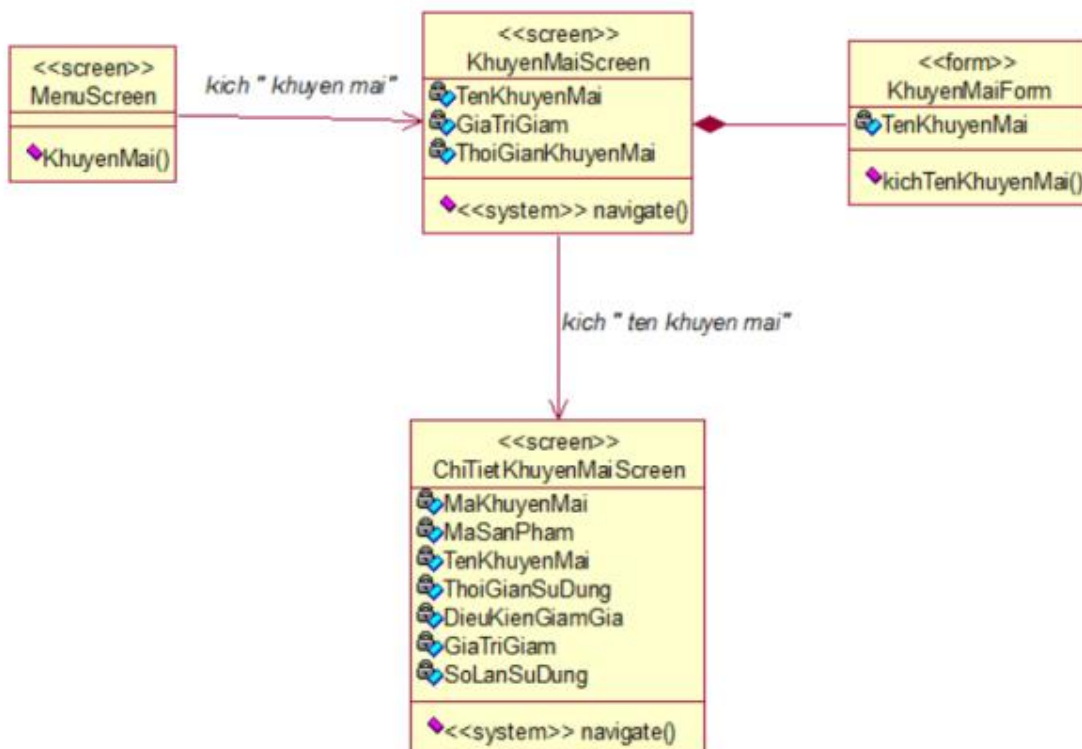 <<screen>>
MenuScreen
KhuyenMai()
kich " khuyen mai"
<<screen>>
KhuyenMaiScreen
TenKhuyenMai
GiaTriGiam
ThoiGianKhuyenMai
<<system>> navigate()
<<form>>
KhuyenMaiForm
TenKhuyenMai
kichTenKhuyenMai()
kich " ten khuyen mai"
<<screen>>
ChiTietKhuyenMaiScreen
MaKhuyenMai
MaSanPham
TenKhuyenMai
ThoiGianSuDung
DieuKienGiamGia
GiaTriGiam
SoLanSuDung
<<system>> navigate()